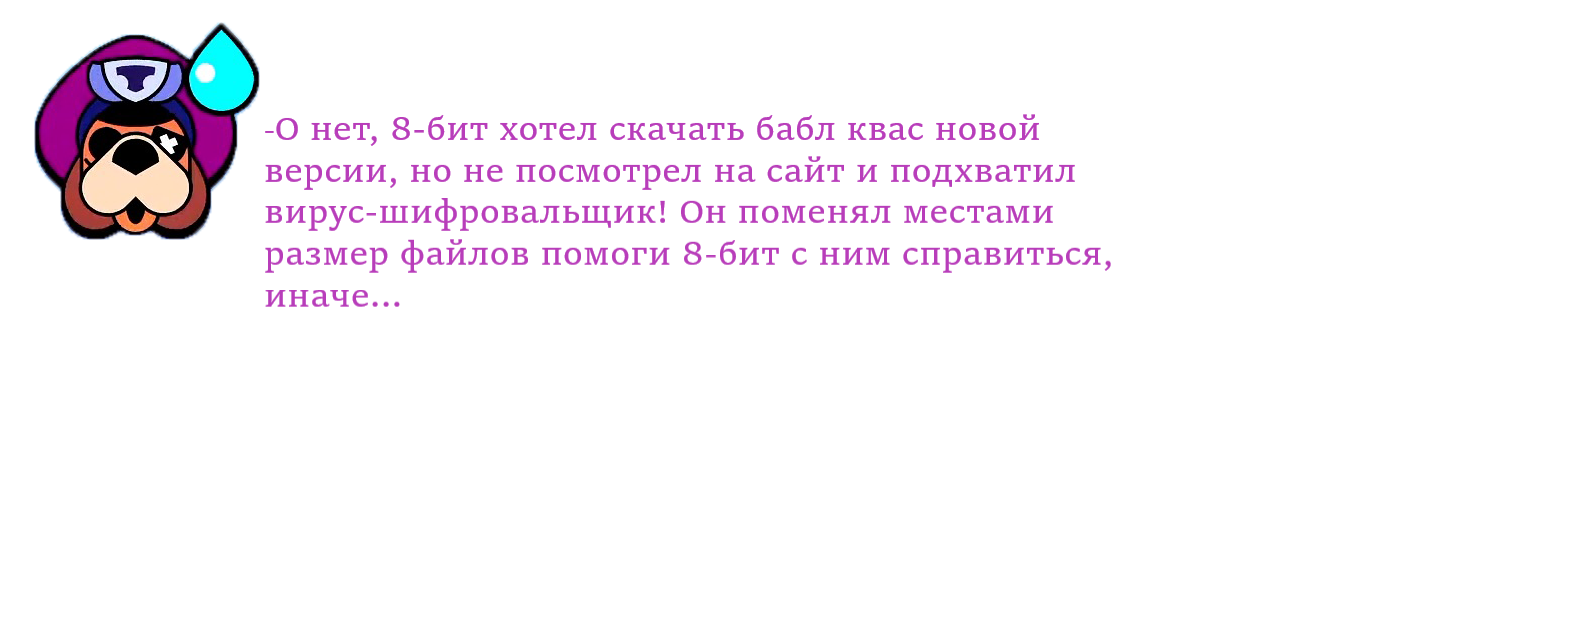 -О нет, 8-бит хотел скачать бабл квас новой
версии, но не посмотрел на сайт и подхватил
вирус-шифровальщик! Он поменял местами
размер файлов помоги 8-бит с ним справиться,
иначе...